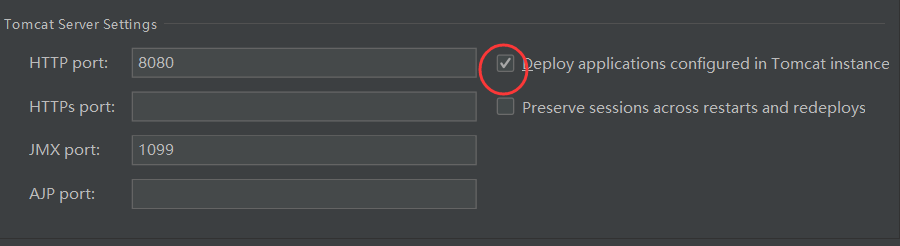 Tomcat Server Settings
HTTP port: 8080 Deploy applications configured in Tomcat instance
HTTPs port: Preserve sessions across restarts and redeploys
JMX port: 1099
AJP port: